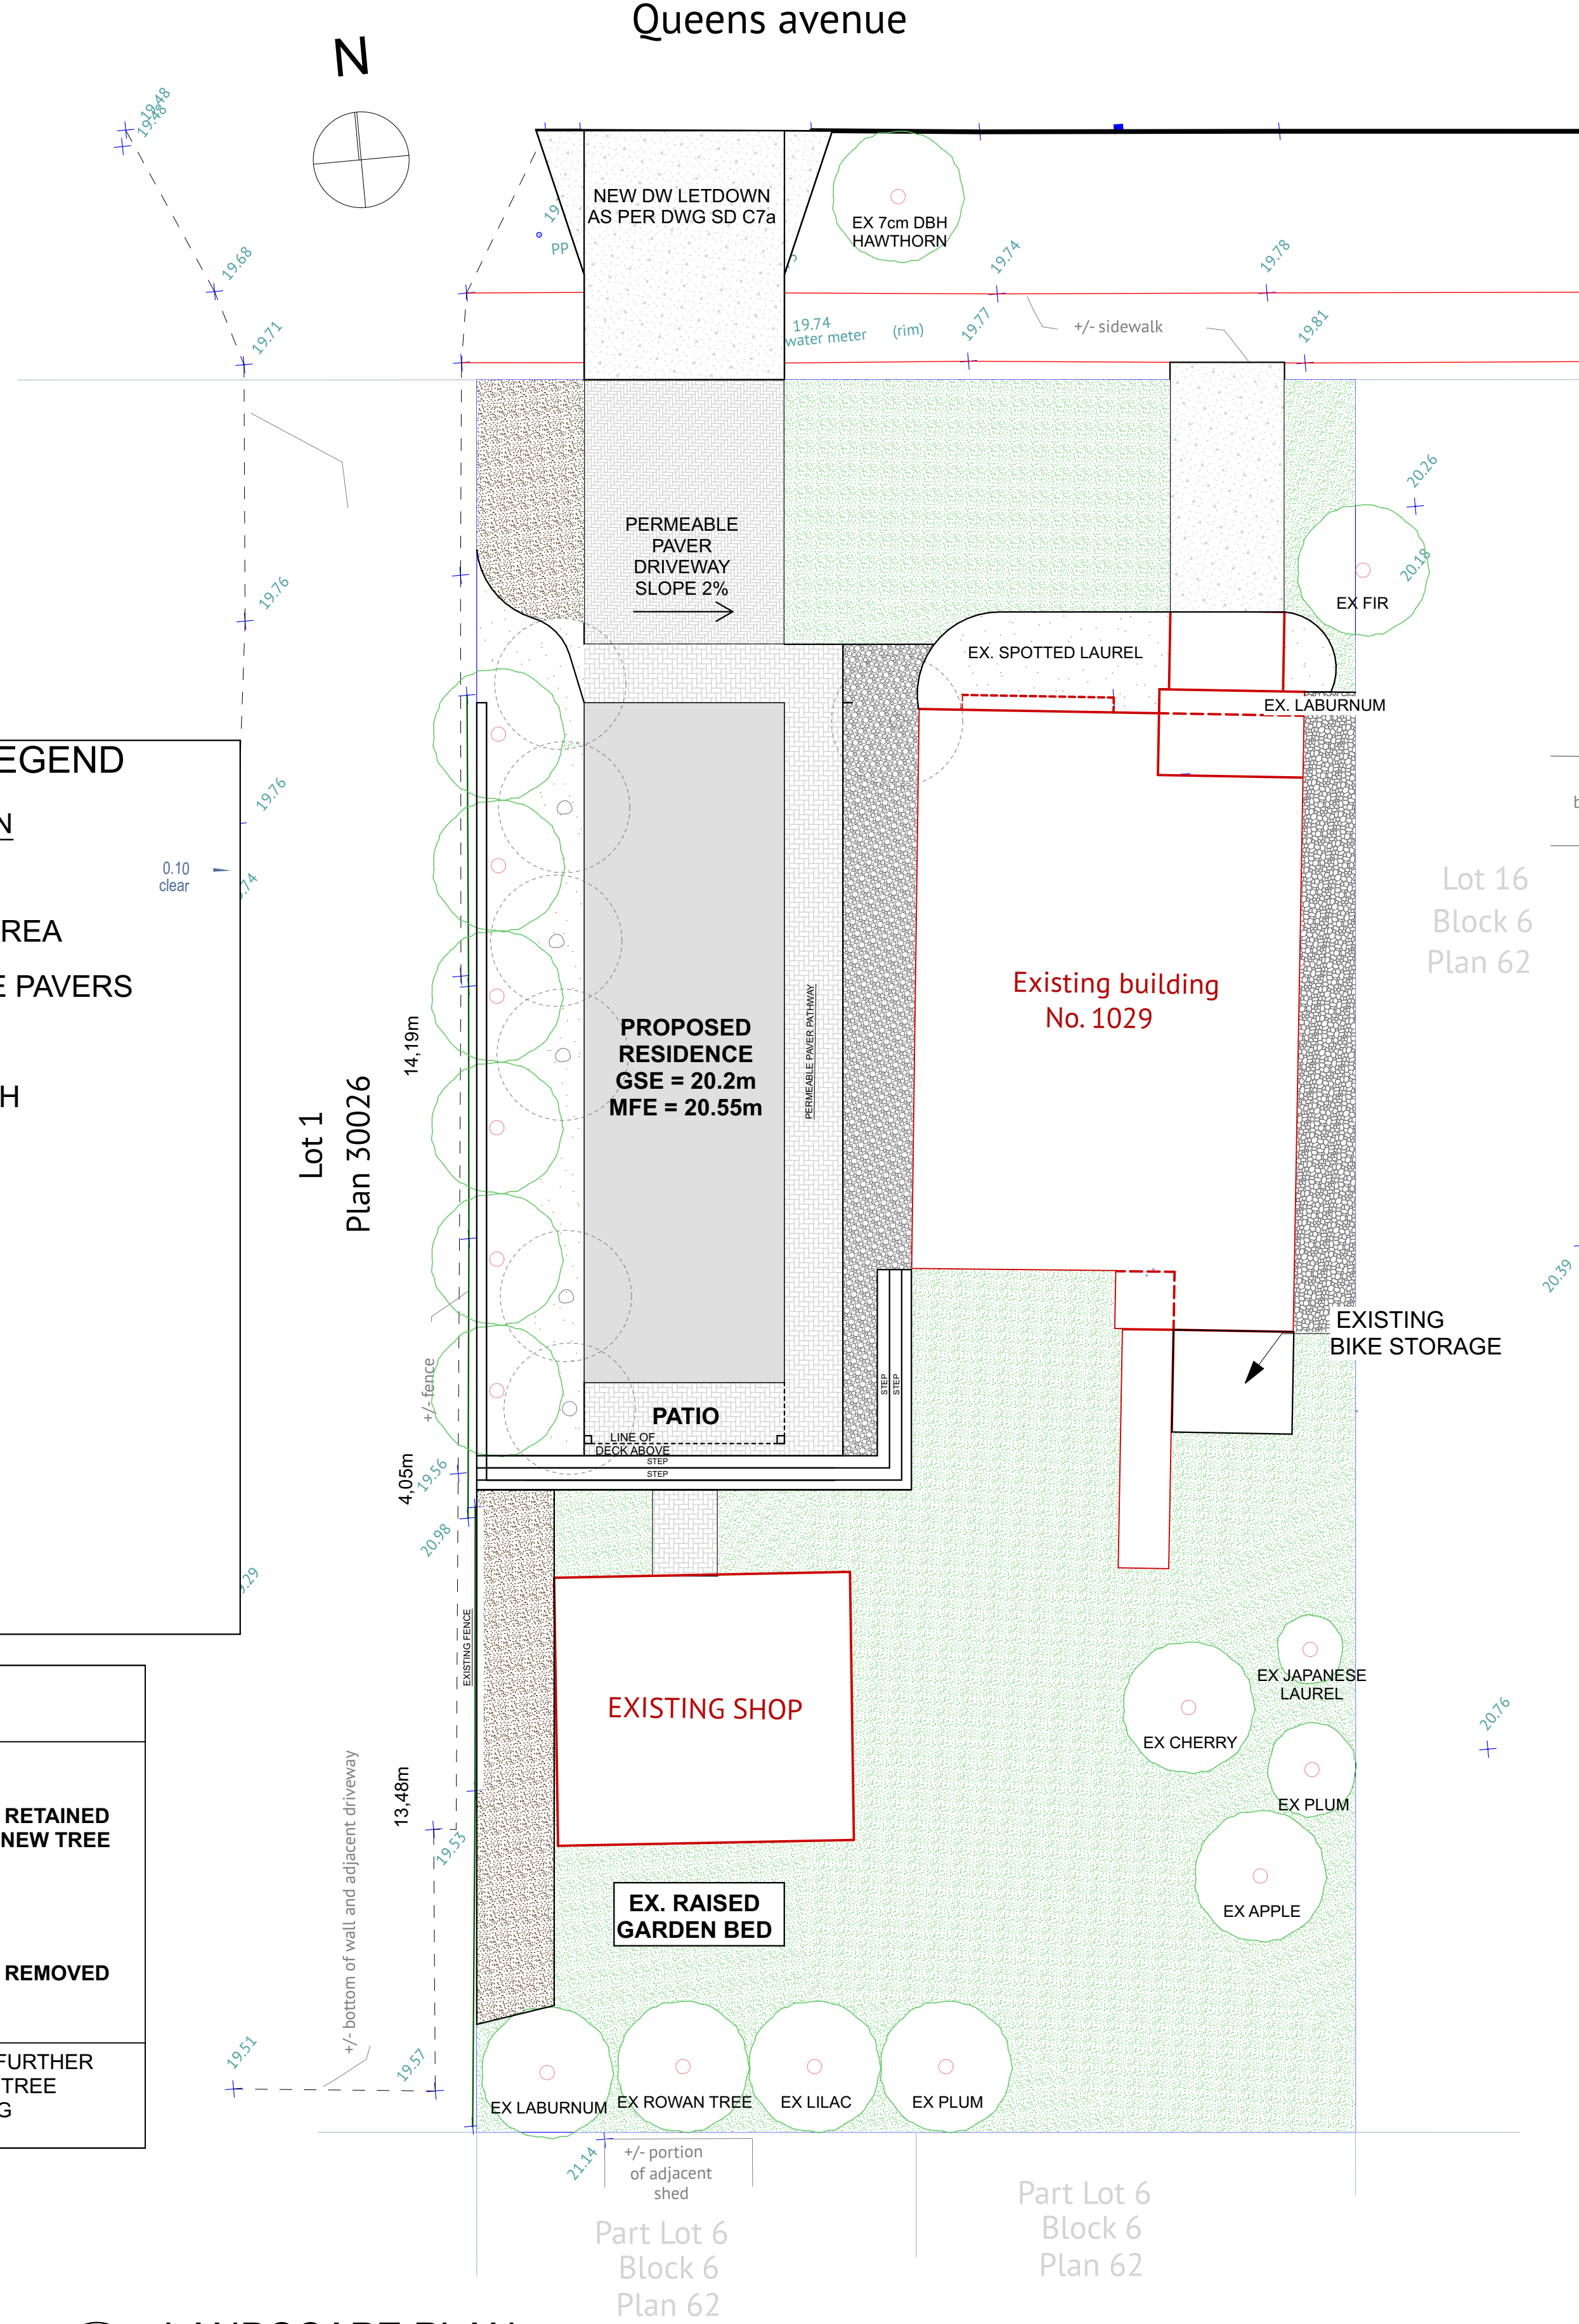 Queens avenue
N
19.48
19.48
NEW DW LETDOWN
AS PER DWG SD C7a
EX 7cm DBH
HAWTHORN
PP
19.68
19.74
19.78
19.71
19.74
water meter (rim)
19.77
+/- sidewalk
19.81
20.26
PERMEABLE
PAVER
DRIVEWAY
SLOPE 2%
19.76
20.18
EX FIR
EX. SPOTTED LAUREL
EX. LABURNUM
19.76
0.10
clear
REA
E PAVERS
H
Lot 16
Block 6
Plan 62
Existing building
No. 1029
PROPOSED
RESIDENCE
GSE = 20.2m
MFE = 20.55m
PERMEABLE PAVER PATHWAY
14,19m
Lot 1
Plan 30026
20.39
EXISTING
BIKE STORAGE
STEP
STEP
+/- fence
PATIO
LINE OF
DECK ABOVE
STEP
STEP
4,05m
19.56
20.98
EXISTING FENCE
EXISTING SHOP
EX JAPANESE
LAUREL
EX CHERRY
EX PLUM
EX APPLE
20.76
13,48m
19.53
+/- bottom of wall and adjacent driveway
RETAINED
NEW TREE
REMOVED
FURTHER
TREE
G
EX. RAISED
GARDEN BED
19.51
19.57
EX LABURNUM
EX ROWAN TREE
EX LILAC
EX PLUM
21.14
+/- portion
of adjacent
shed
Part Lot 6
Block 6
Plan 62
Part Lot 6
Block 6
Plan 62